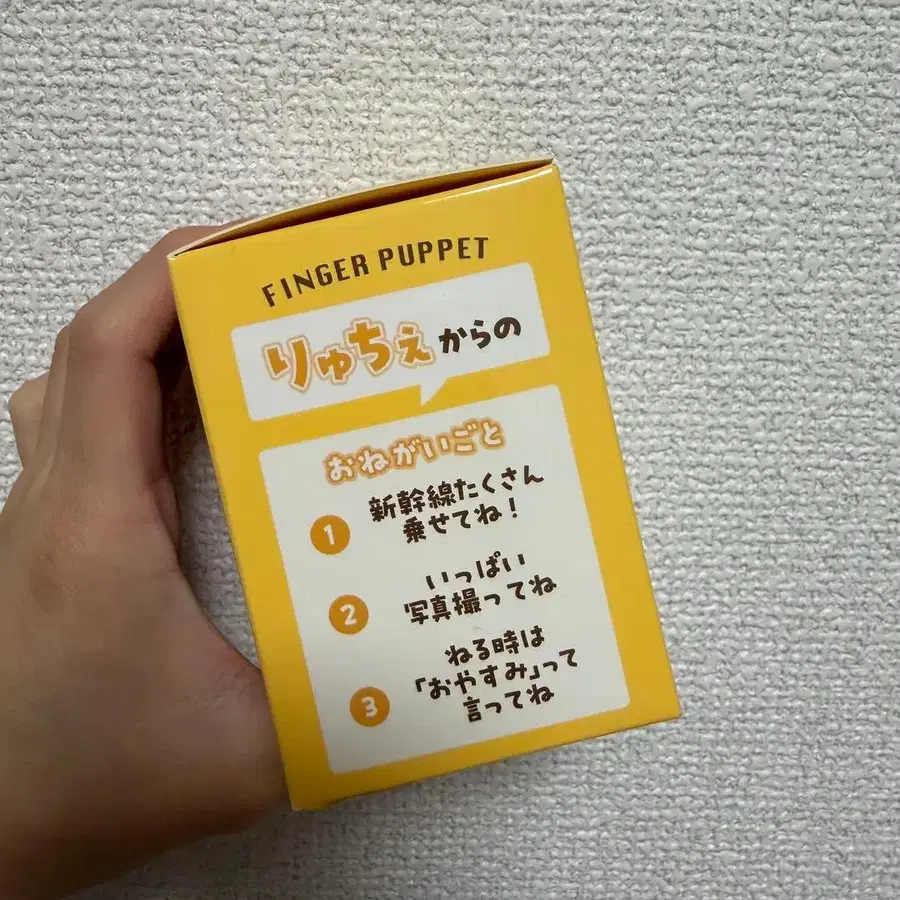 FINGER PUPPET
りゅちぇからの
おねがいごと
1
新幹線たくさん
乗せてね！
2
いっぱい
写真撮ってね
3
ねる時は
「おやすみ」って
言ってね